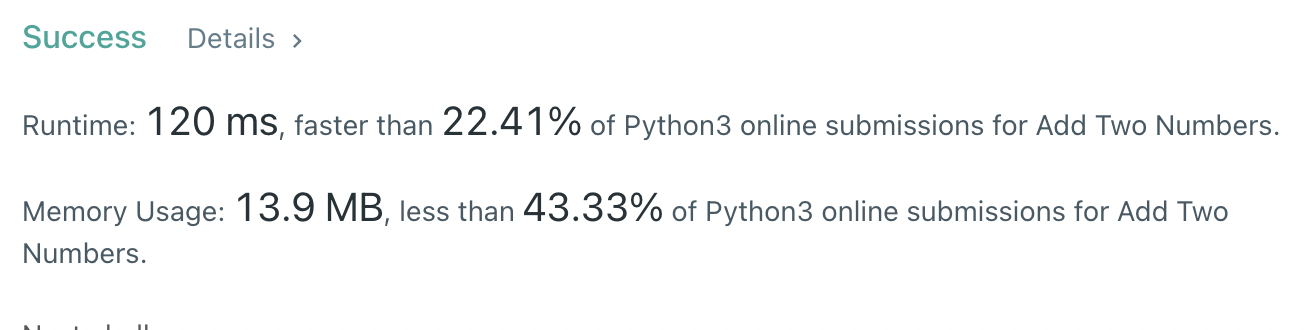 Success Details >
Runtime: 120 ms, faster than 22.41% of Python3 online submissions for Add Two Numbers.
Memory Usage: 13.9 MB, less than 43.33% of Python3 online submissions for Add Two
Numbers.